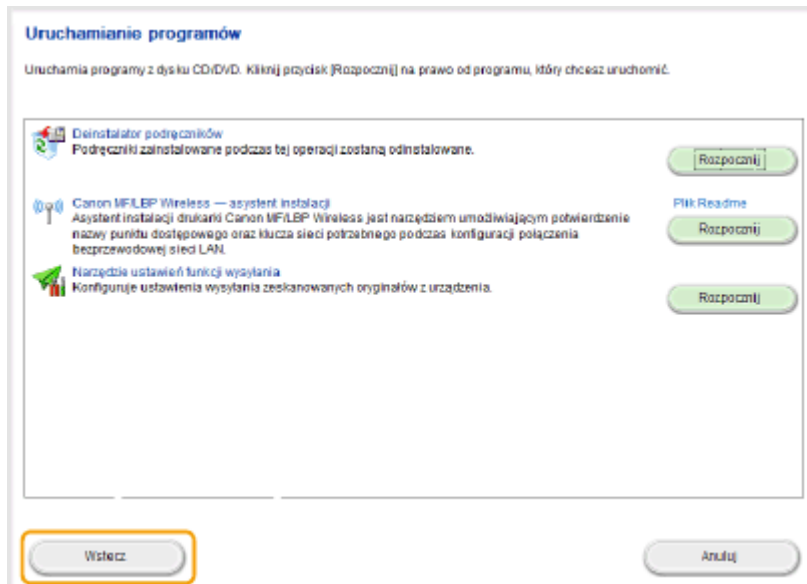 Uruchamianie programów
Uruchamia programy z dysku CD/DVD. Kliknij przycisk [Rozpocznij] na prawo od programu, który chcesz uruchomić.
Deinstalator podręczników
Podręczniki zainstalowane podczas tej operacji zostaną odinstalowane.
Rozpocznij
Canon MF/LBP Wireless — asystent instalacji
Plik Readme
Asystent instalacji drukarki Canon MF/LBP Wireless jest narzędziem umożliwiającym potwierdzenie
nazwy punktu dostępowego oraz klucza sieci potrzebnego podczas konfiguracji połączenia
bezprzewodowej sieci LAN.
Rozpocznij
Narzędzie ustawień funkcji wysyłania
Konfiguruje ustawienia wysyłania zeskanowanych oryginałów z urządzenia.
Rozpocznij
Wstecz
Anuluj